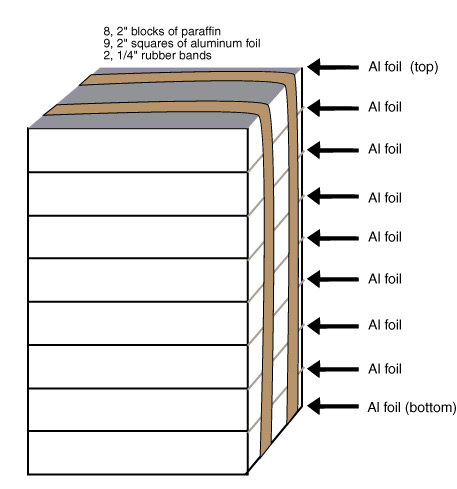 8, 2" blocks of paraffin
9, 2" squares of aluminum foil
2, 1/4" rubber bands
Al foil (top)
Al foil
Al foil
Al foil
Al foil
Al foil
Al foil
Al foil
Al foil (bottom)